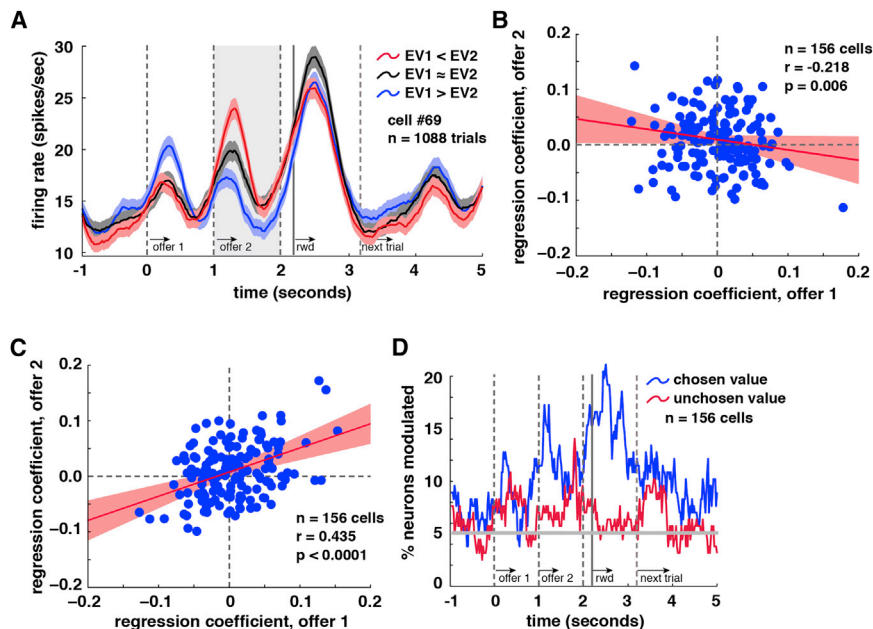 A
firing rate (spikes/sec)
30
25
20
15
10
EV1 < EV2
EV1 ≈ EV2
EV1 > EV2
cell #69
n = 1088 trials
offer 1
offer 2
rwd
next trial
-1 0 1 2 3 4 5
time (seconds)
B
regression coefficient, offer 2
0.2
0.1
0.0
−0.1
−0.2
n = 156 cells
r = -0.218
p = 0.006
−0.2 −0.1 0 0.1 0.2
regression coefficient, offer 1
C
regression coefficient, offer 2
0.2
0.1
0.0
−0.1
−0.2
n = 156 cells
r = 0.435
p < 0.0001
−0.2 −0.1 0 0.1 0.2
regression coefficient, offer 1
D
% neurons modulated
20
15
10
5
0
chosen value
unchosen value
n = 156 cells
offer 1
offer 2
rwd
next trial
-1 0 1 2 3 4 5
time (seconds)